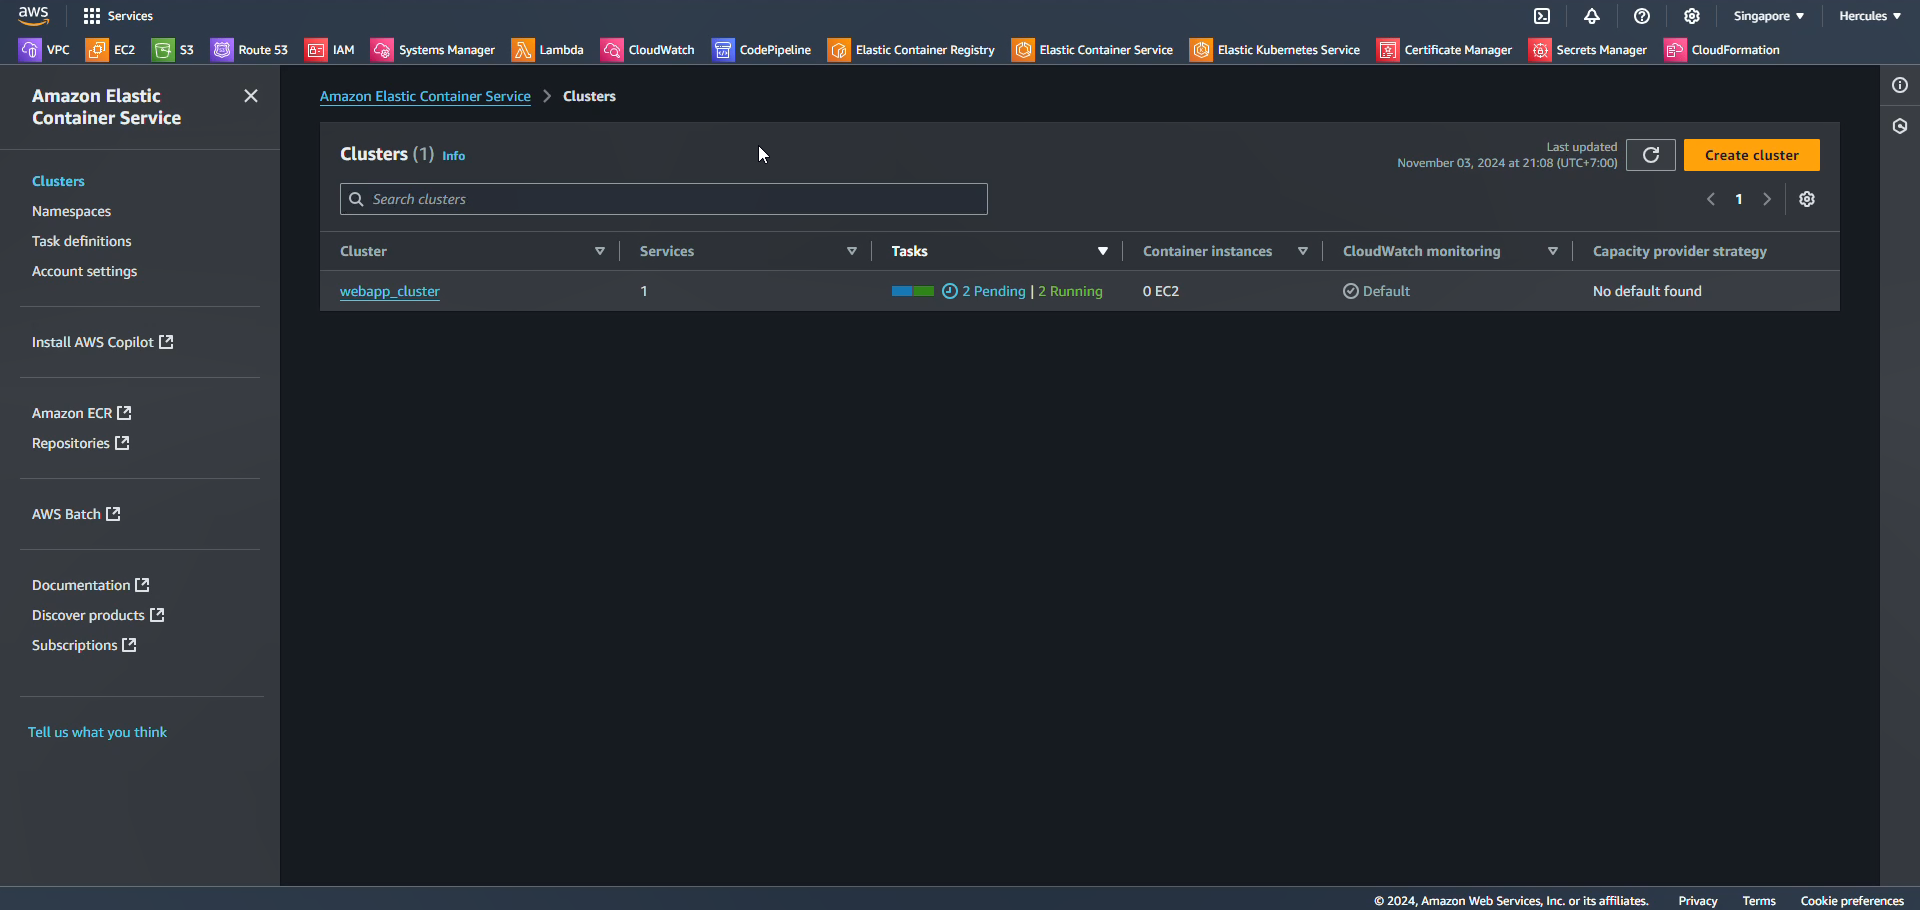 aws
Services
Singapore
Hercules
VPC
EC2
S3
Route 53
IAM
Systems Manager
Lambda
CloudWatch
CodePipeline
Elastic Container Registry
Elastic Container Service
Elastic Kubernetes Service
Certificate Manager
Secrets Manager
CloudFormation
Amazon Elastic
Container Service
Clusters
Namespaces
Task definitions
Account settings
Install AWS Copilot
Amazon ECR
Repositories
AWS Batch
Documentation
Discover products
Subscriptions
Tell us what you think
Amazon Elastic Container Service
Clusters
Clusters (1) Info
Last updated
November 03, 2024 at 21:08 (UTC+7:00)
Create cluster
Search clusters
1
Cluster
Services
Tasks
Container instances
CloudWatch monitoring
Capacity provider strategy
webapp_cluster
1
2 Pending | 2 Running
0 EC2
Default
No default found
© 2024, Amazon Web Services, Inc. or its affiliates.
Privacy
Terms
Cookie preferences